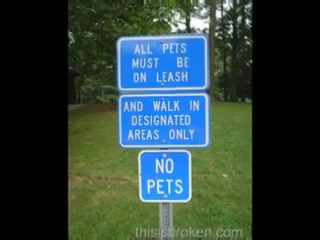 ALL PETS
MUST BE
ON LEASH
AND WALK IN
DESIGNATED
AREAS ONLY
NO
PETS
thisisbroken.com